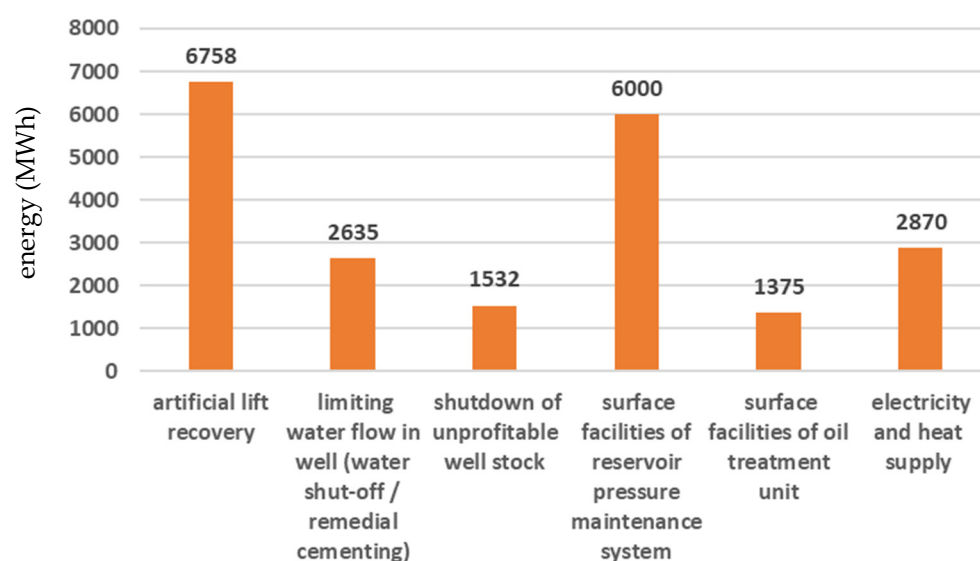 energy (MWh)
8000
7000
6000
5000
4000
3000
2000
1000
0
6758
2635
1532
6000
1375
2870
artificial lift
recovery
limiting
water flow in
well (water
shut-off /
remedial
cementing)
shutdown of
unprofitable
well stock
surface
facilities of
reservoir
pressure
maintenance
system
surface
facilities of oil
treatment
unit
electricity
and heat
supply